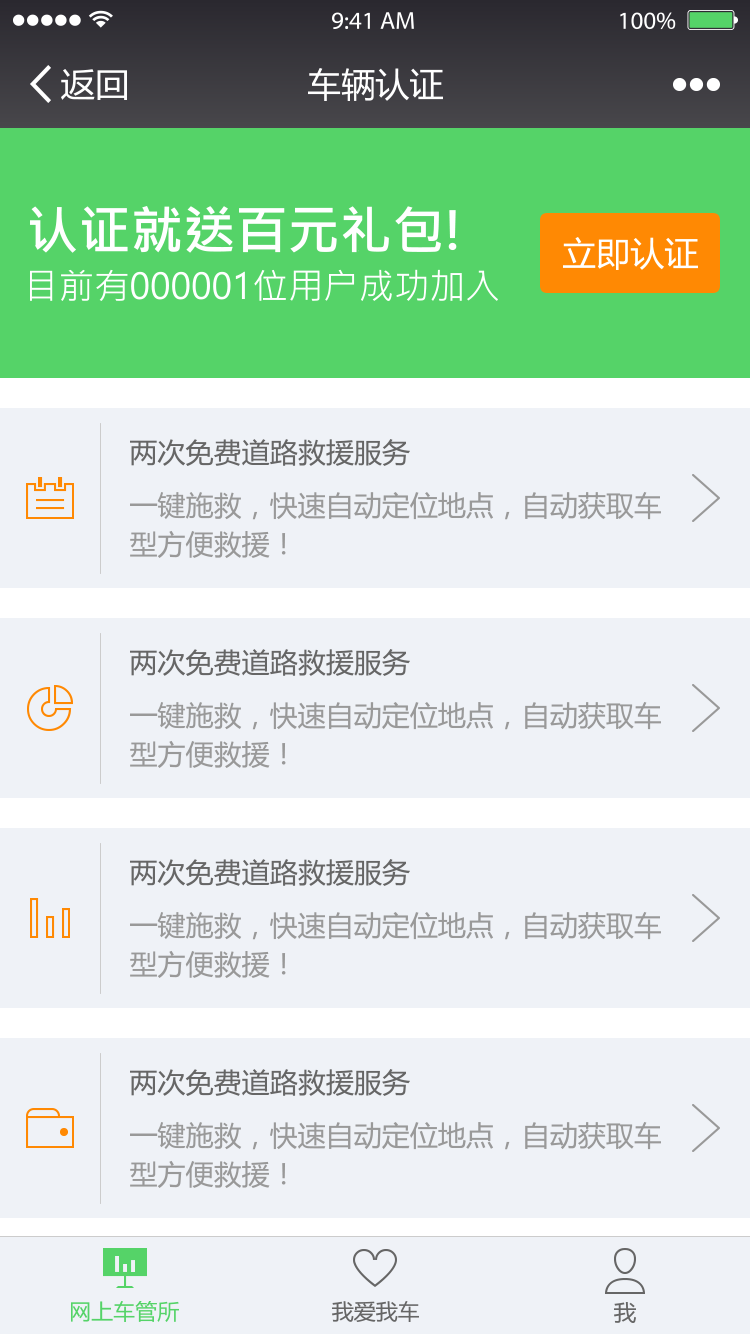 9:41 AM 100%
返回 车辆认证
认证就送百元礼包!
目前有000001位用户成功加入
立即认证
两次免费道路救援服务
一键施救，快速自动定位地点，自动获取车
型方便救援！
两次免费道路救援服务
一键施救，快速自动定位地点，自动获取车
型方便救援！
两次免费道路救援服务
一键施救，快速自动定位地点，自动获取车
型方便救援！
两次免费道路救援服务
一键施救，快速自动定位地点，自动获取车
型方便救援！
网上车管所 我爱我车 我